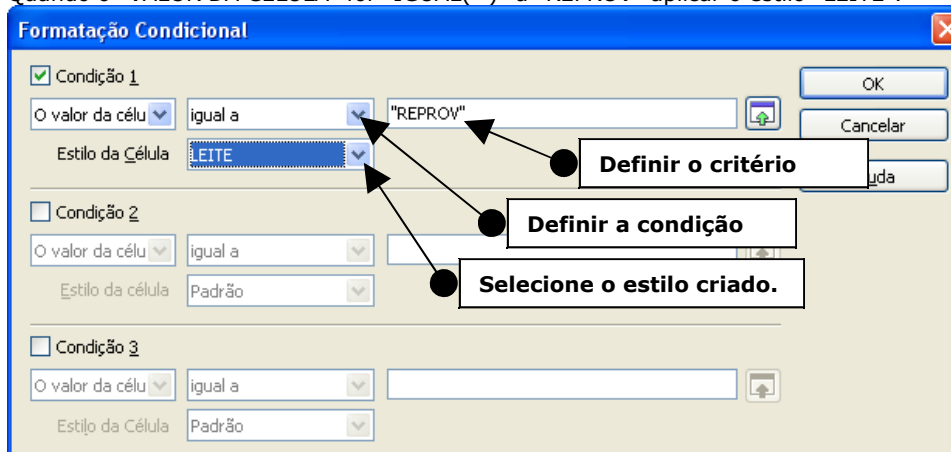 Formatação Condicional
Condição 1
O valor da célu igual a "REPROV" OK
Cancelar
Estilo da Célula LEITE
Definir o critério
uda
Condição 2
Definir a condição
O valor da célu igual a
Selecione o estilo criado.
Estilo da célula Padrão
Condição 3
O valor da célu igual a
Estilo da Célula Padrão